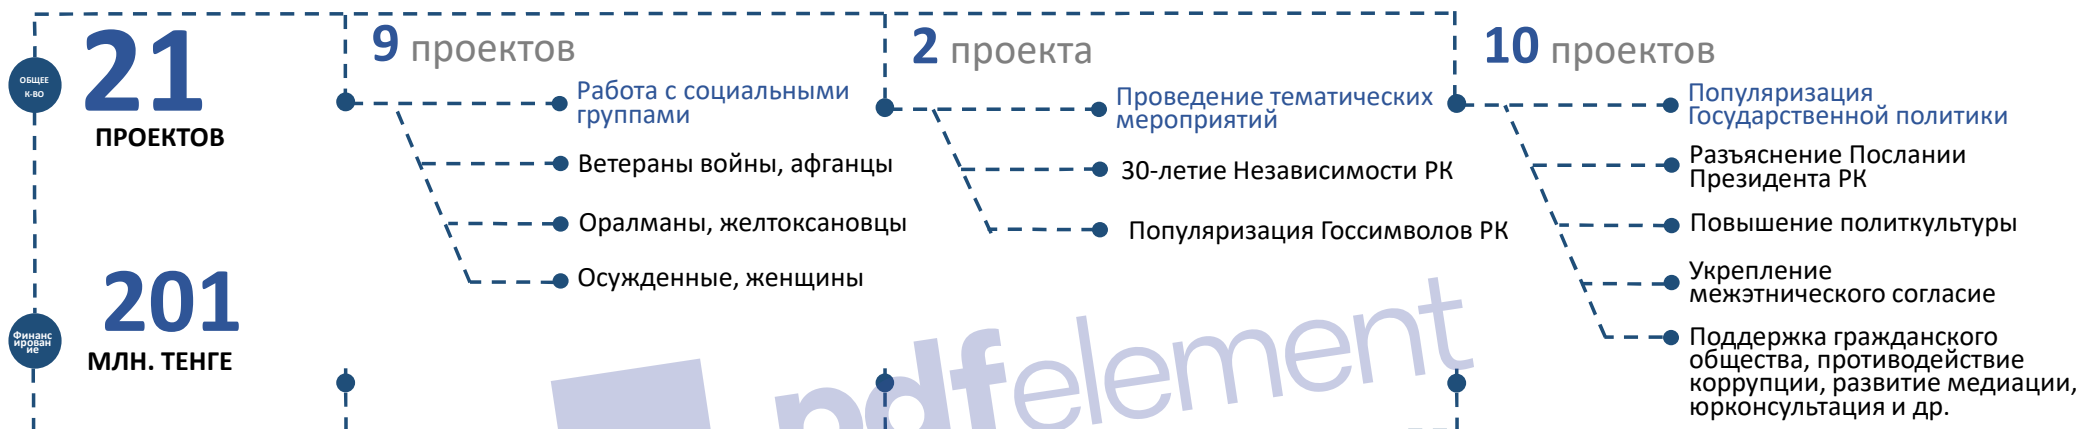 ОБЩЕЕ
К-ВО
21
ПРОЕКТОВ
Финанс
ирован
ие
201
МЛН. ТЕНГЕ
9 проектов
Работа с социальными
группами
Ветераны войны, афганцы
Оралманы, желтоксановцы
Осужденные, женщины
2 проекта
Проведение тематических
мероприятий
30-летие Независимости РК
Популяризация Госсимволов РК
10 проектов
Популяризация
Государственной политики
Разъяснение Послании
Президента РК
Повышение политкультуры
Укрепление
межэтнического согласие
Поддержка гражданского
общества, противодействие
коррупции, развитие медиации,
юрконсультация и др.
pdfelement